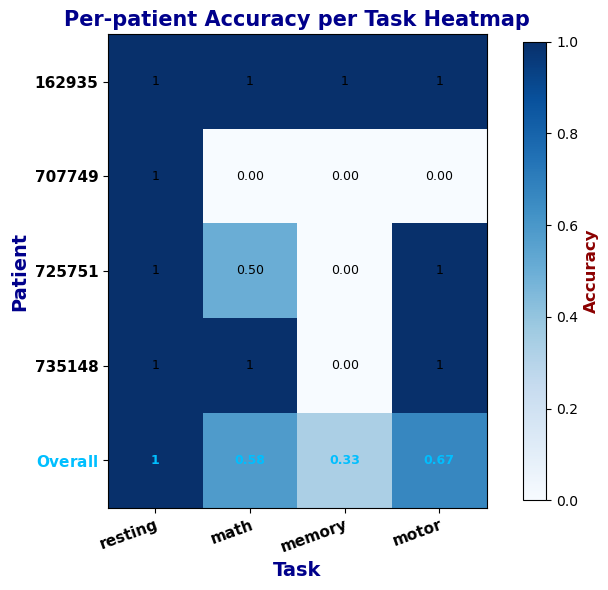 Per-patient Accuracy per Task Heatmap
162935 1 1 1 1
707749 1 0.00 0.00 0.00
725751 1 0.50 0.00 1
735148 1 1 0.00 1
Overall 1 0.33 0.67
resting math memory motor
Task
Patient
1.0
0.8
0.6
0.4
0.2
0.0
Accuracy